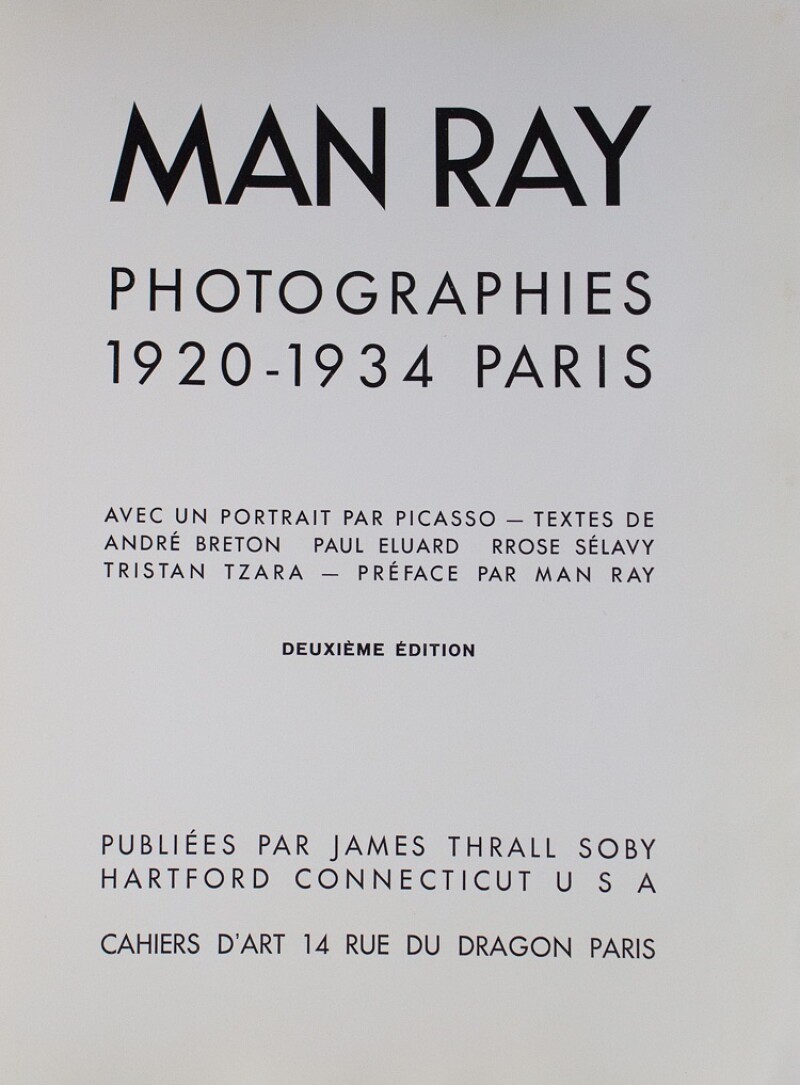 MAN RAY
PHOTOGRAPHIES
1920-1934 PARIS
AVEC UN PORTRAIT PAR PICASSO — TEXTES DE
ANDRÉ BRETON PAUL ELUARD RROSE SÉLAVY
TRISTAN TZARA — PRÉFACE PAR MAN RAY
DEUXIÈME ÉDITION
PUBLIÉES PAR JAMES THRALL SOBY
HARTFORD CONNECTICUT U S A
CAHIERS D'ART 14 RUE DU DRAGON PARIS